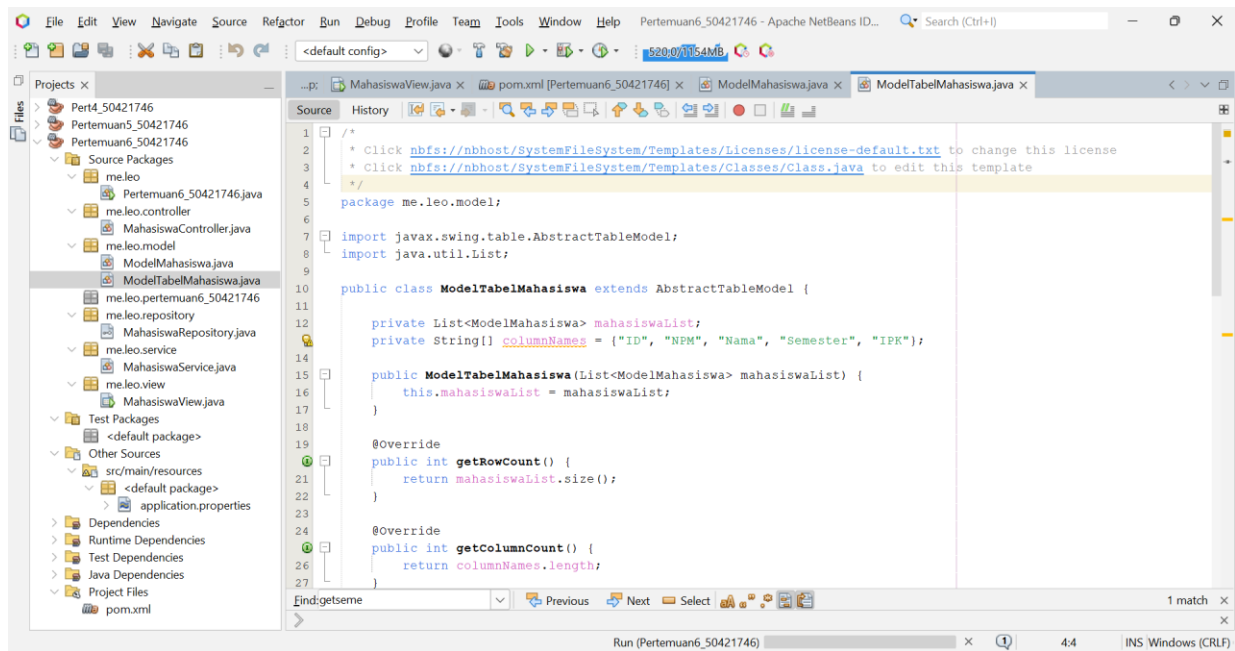 File Edit View Navigate Source Refactor Run Debug Profile Team Tools Window Help Pertemuan6_50421746 - Apache NetBeans ID... Search (Ctrl+I)
<default config> 520,0/1154MB
Projects
Files
Pert4_50421746
Pertemuan5_50421746
Pertemuan6_50421746
Source Packages
me.leo
Pertemuan6_50421746.java
me.leo.controller
MahasiswaController.java
me.leo.model
ModelMahasiswa.java
ModelTabelMahasiswa.java
me.leo.pertemuan6_50421746
me.leo.repository
MahasiswaRepository.java
me.leo.service
MahasiswaService.java
me.leo.view
MahasiswaView.java
Test Packages
<default package>
Other Sources
src/main/resources
<default package>
application.properties
Dependencies
Runtime Dependencies
Test Dependencies
Java Dependencies
Project Files
pom.xml
...p: MahasiswaView.java pom.xml [Pertemuan6_50421746] ModelMahasiswa.java ModelTabelMahasiswa.java
Source History
1 /*
2 * Click nbfs://nbhost/SystemFileSystem/Templates/Licenses/license-default.txt to change this license
3 * Click nbfs://nbhost/SystemFileSystem/Templates/Classes/Class.java to edit this template
4 */
5 package me.leo.model;
6
7 import javax.swing.table.AbstractTableModel;
8 import java.util.List;
9
10 public class ModelTabelMahasiswa extends AbstractTableModel {
11
12 private List<ModelMahasiswa> mahasiswaList;
private String[] columnNames = {"ID", "NPM", "Nama", "Semester", "IPK"};
14
15 public ModelTabelMahasiswa(List<ModelMahasiswa> mahasiswaList) {
16 this.mahasiswaList = mahasiswaList;
17 }
18
19 @Override
public int getRowCount() {
21 return mahasiswaList.size();
22 }
23
24 @Override
public int getColumnCount() {
26 return columnNames.length;
27 }
Find:getseme Previous Next Select 1 match
Run (Pertemuan6_50421746) 1 4:4 INS Windows (CRLF)